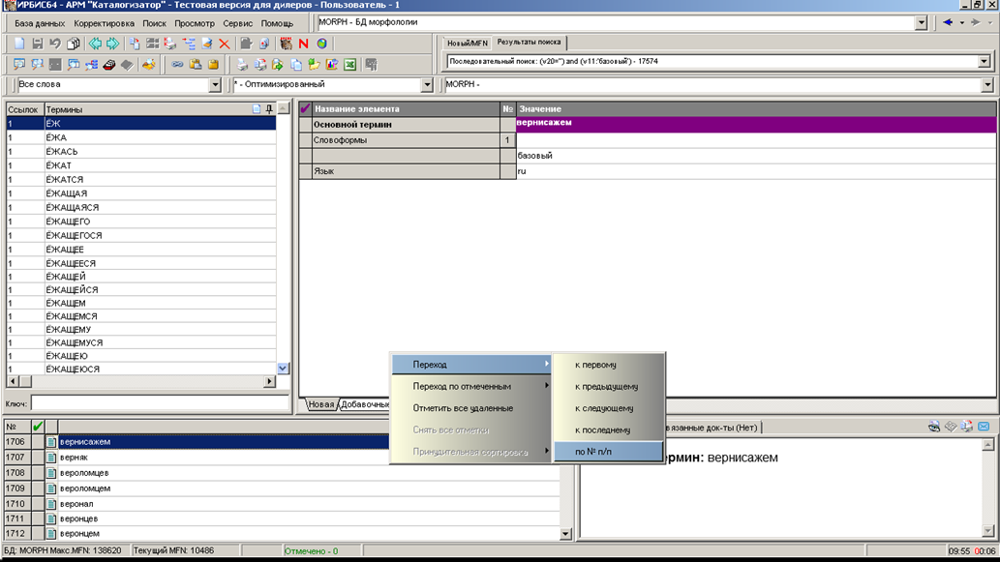 ИРБИС64 - АРМ "Каталогизатор" - Тестовая версия для дилеров - Пользователь - 1
База данных Корректировка Поиск Просмотр Сервис Помощь
MORPH - БД морфологии
Новый/MFN Результаты поиска
Последовательный поиск: (v20='') and (v11:'базовый') - 17574
Все слова
* - Оптимизированный
MORPH -
Ссылок Термины
1 ЁЖ
1 ЁЖА
1 ЁЖАСЬ
1 ЁЖАТ
1 ЁЖАТСЯ
1 ЁЖАЩАЯ
1 ЁЖАЩАЯСЯ
1 ЁЖАЩЕГО
1 ЁЖАЩЕГОСЯ
1 ЁЖАЩЕЕ
1 ЁЖАЩЕЕСЯ
1 ЁЖАЩЕЙ
1 ЁЖАЩЕЙСЯ
1 ЁЖАЩЕМ
1 ЁЖАЩЕМСЯ
1 ЁЖАЩЕМУ
1 ЁЖАЩЕМУСЯ
1 ЁЖАЩЕЮ
1 ЁЖАЩЕЮСЯ
Ключ:
Название элемента № Значение
Основной термин вернисажем
Словоформы 1
базовый
Язык ru
Новая Добавочные
Переход
Переход по отмеченным
Отметить все удаленные
Снять все отметки
Принудительная сортировка
к первому
к предыдущему
к следующему
к последнему
по № п/п
№
1706 вернисажем
1707 верняк
1708 вероломцев
1709 вероломцем
1710 веронал
1711 веронцев
1712 веронцем
вязанные док-ты (Нет)
ермин: вернисажем
БД: MORPH Макс.MFN: 138620 Текущий MFN: 10486 Отмечено - 0 09:55 00:06